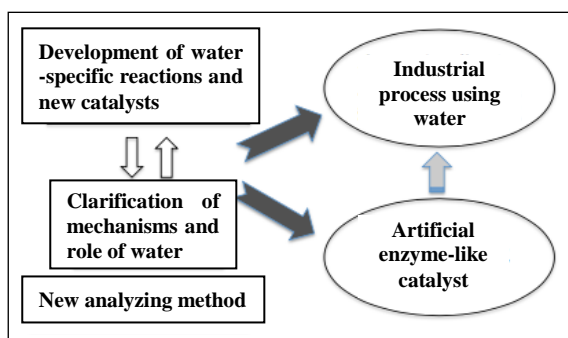 Development of water
-specific reactions and
new catalysts
Clarification of
mechanisms and
role of water
New analyzing method
Industrial
process using
water
Artificial
enzyme-like
catalyst